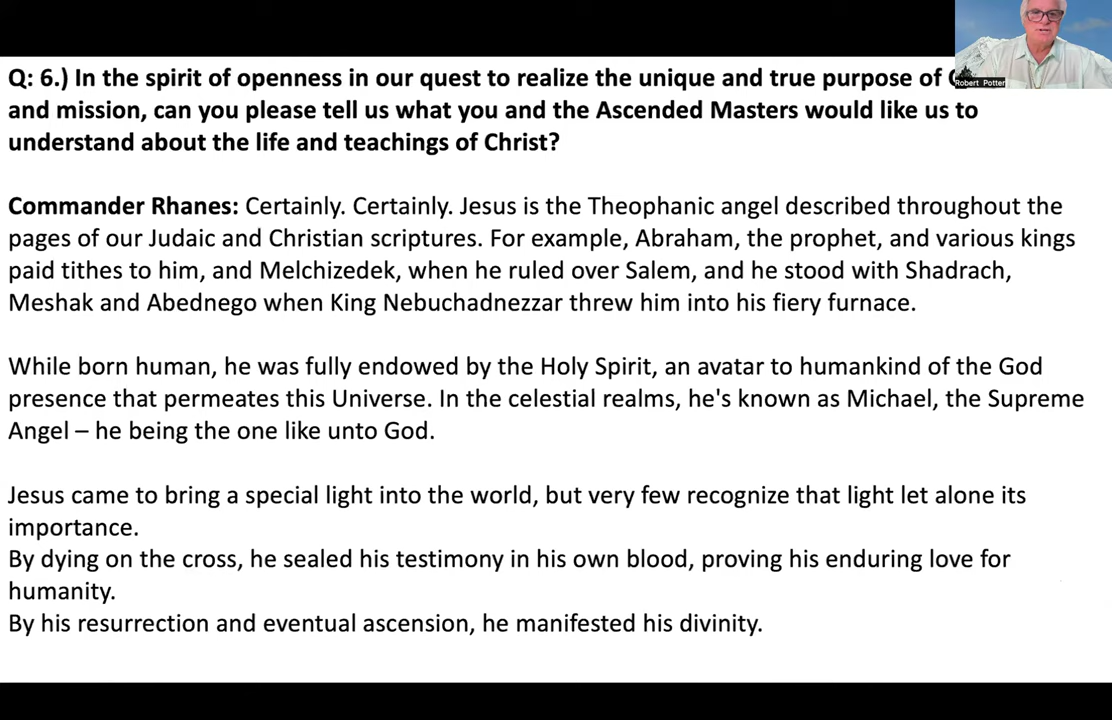 Q: 6.) In the spirit of openness in our quest to realize the unique and true purpose of
Robert Potter
and mission, can you please tell us what you and the Ascended Masters would like us to
understand about the life and teachings of Christ?
Commander Rhanes: Certainly. Certainly. Jesus is the Theophanic angel described throughout the
pages of our Judaic and Christian scriptures. For example, Abraham, the prophet, and various kings
paid tithes to him, and Melchizedek, when he ruled over Salem, and he stood with Shadrach,
Meshak and Abednego when King Nebuchadnezzar threw him into his fiery furnace.
While born human, he was fully endowed by the Holy Spirit, an avatar to humankind of the God
presence that permeates this Universe. In the celestial realms, he's known as Michael, the Supreme
Angel – he being the one like unto God.
Jesus came to bring a special light into the world, but very few recognize that light let alone its
importance.
By dying on the cross, he sealed his testimony in his own blood, proving his enduring love for
humanity.
By his resurrection and eventual ascension, he manifested his divinity.